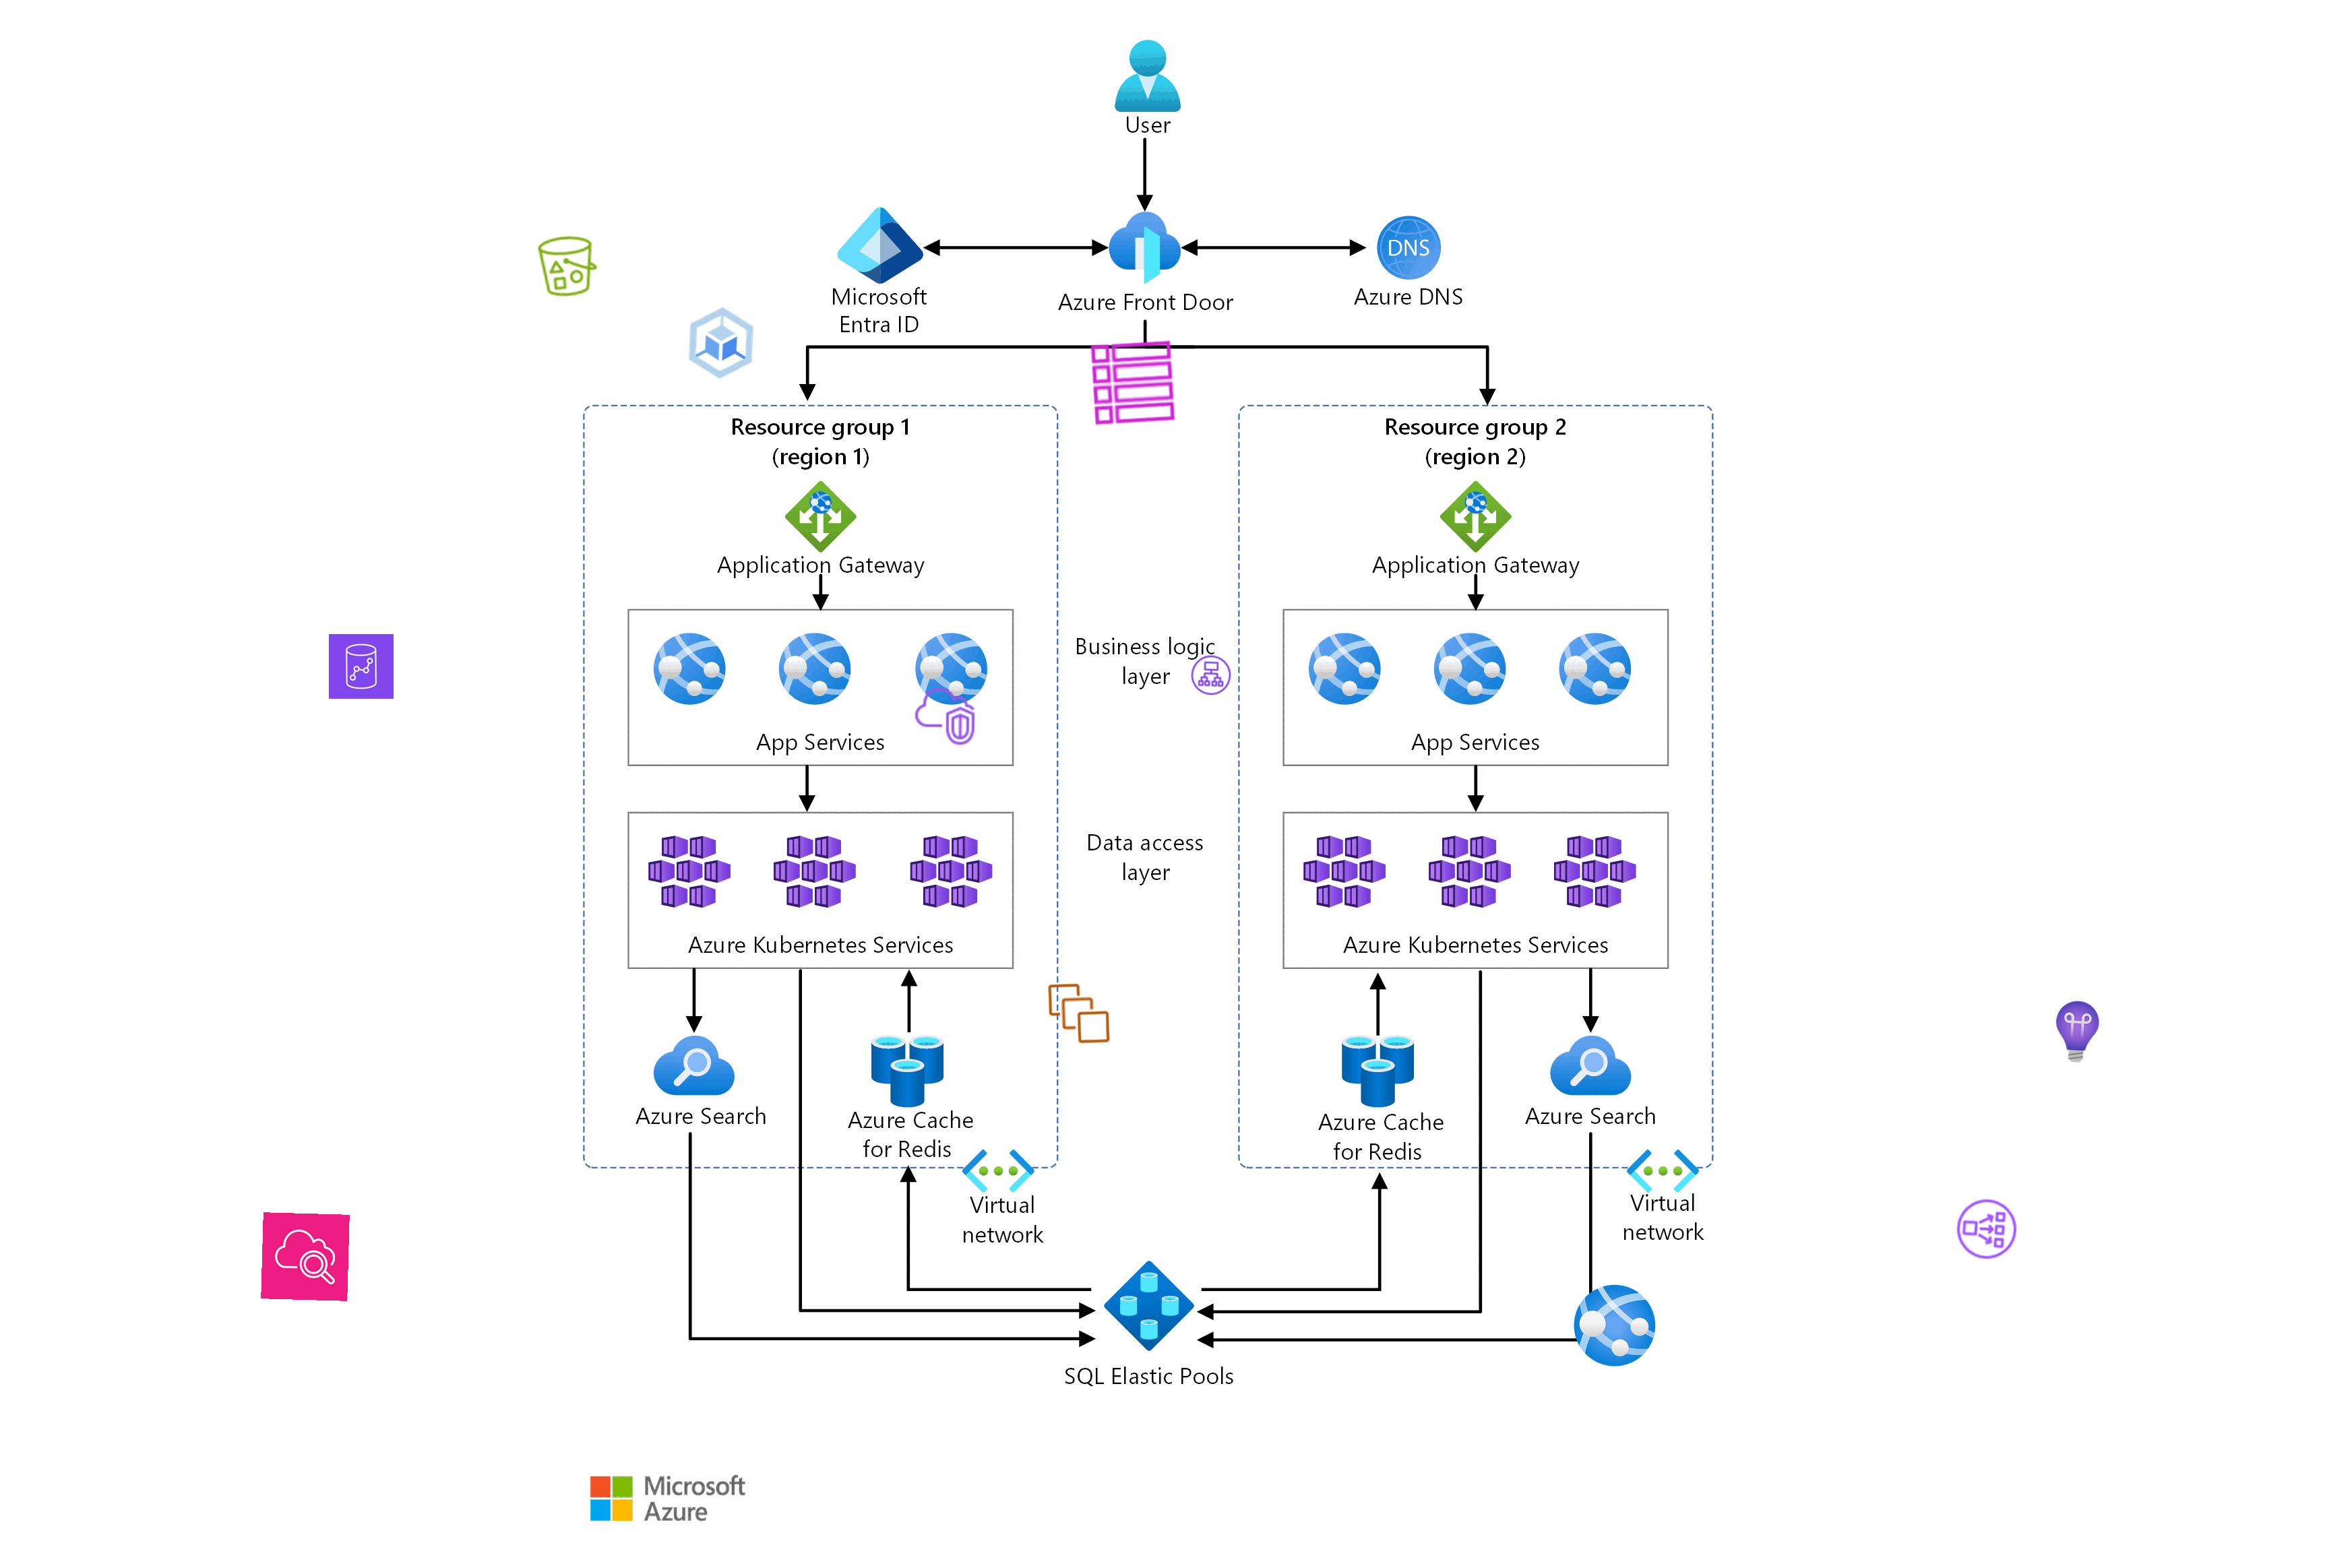 User
DNS
Microsoft
Entra ID
Azure Front Door
Azure DNS
Resource group 1
(region 1)
Resource group 2
(region 2)
Application Gateway
Application Gateway
Business logic
layer
App Services
App Services
Data access
layer
Azure Kubernetes Services
Azure Kubernetes Services
Azure Search
Azure Cache
for Redis
Azure Cache
for Redis
Azure Search
Virtual
network
Virtual
network
SQL Elastic Pools
Microsoft
Azure